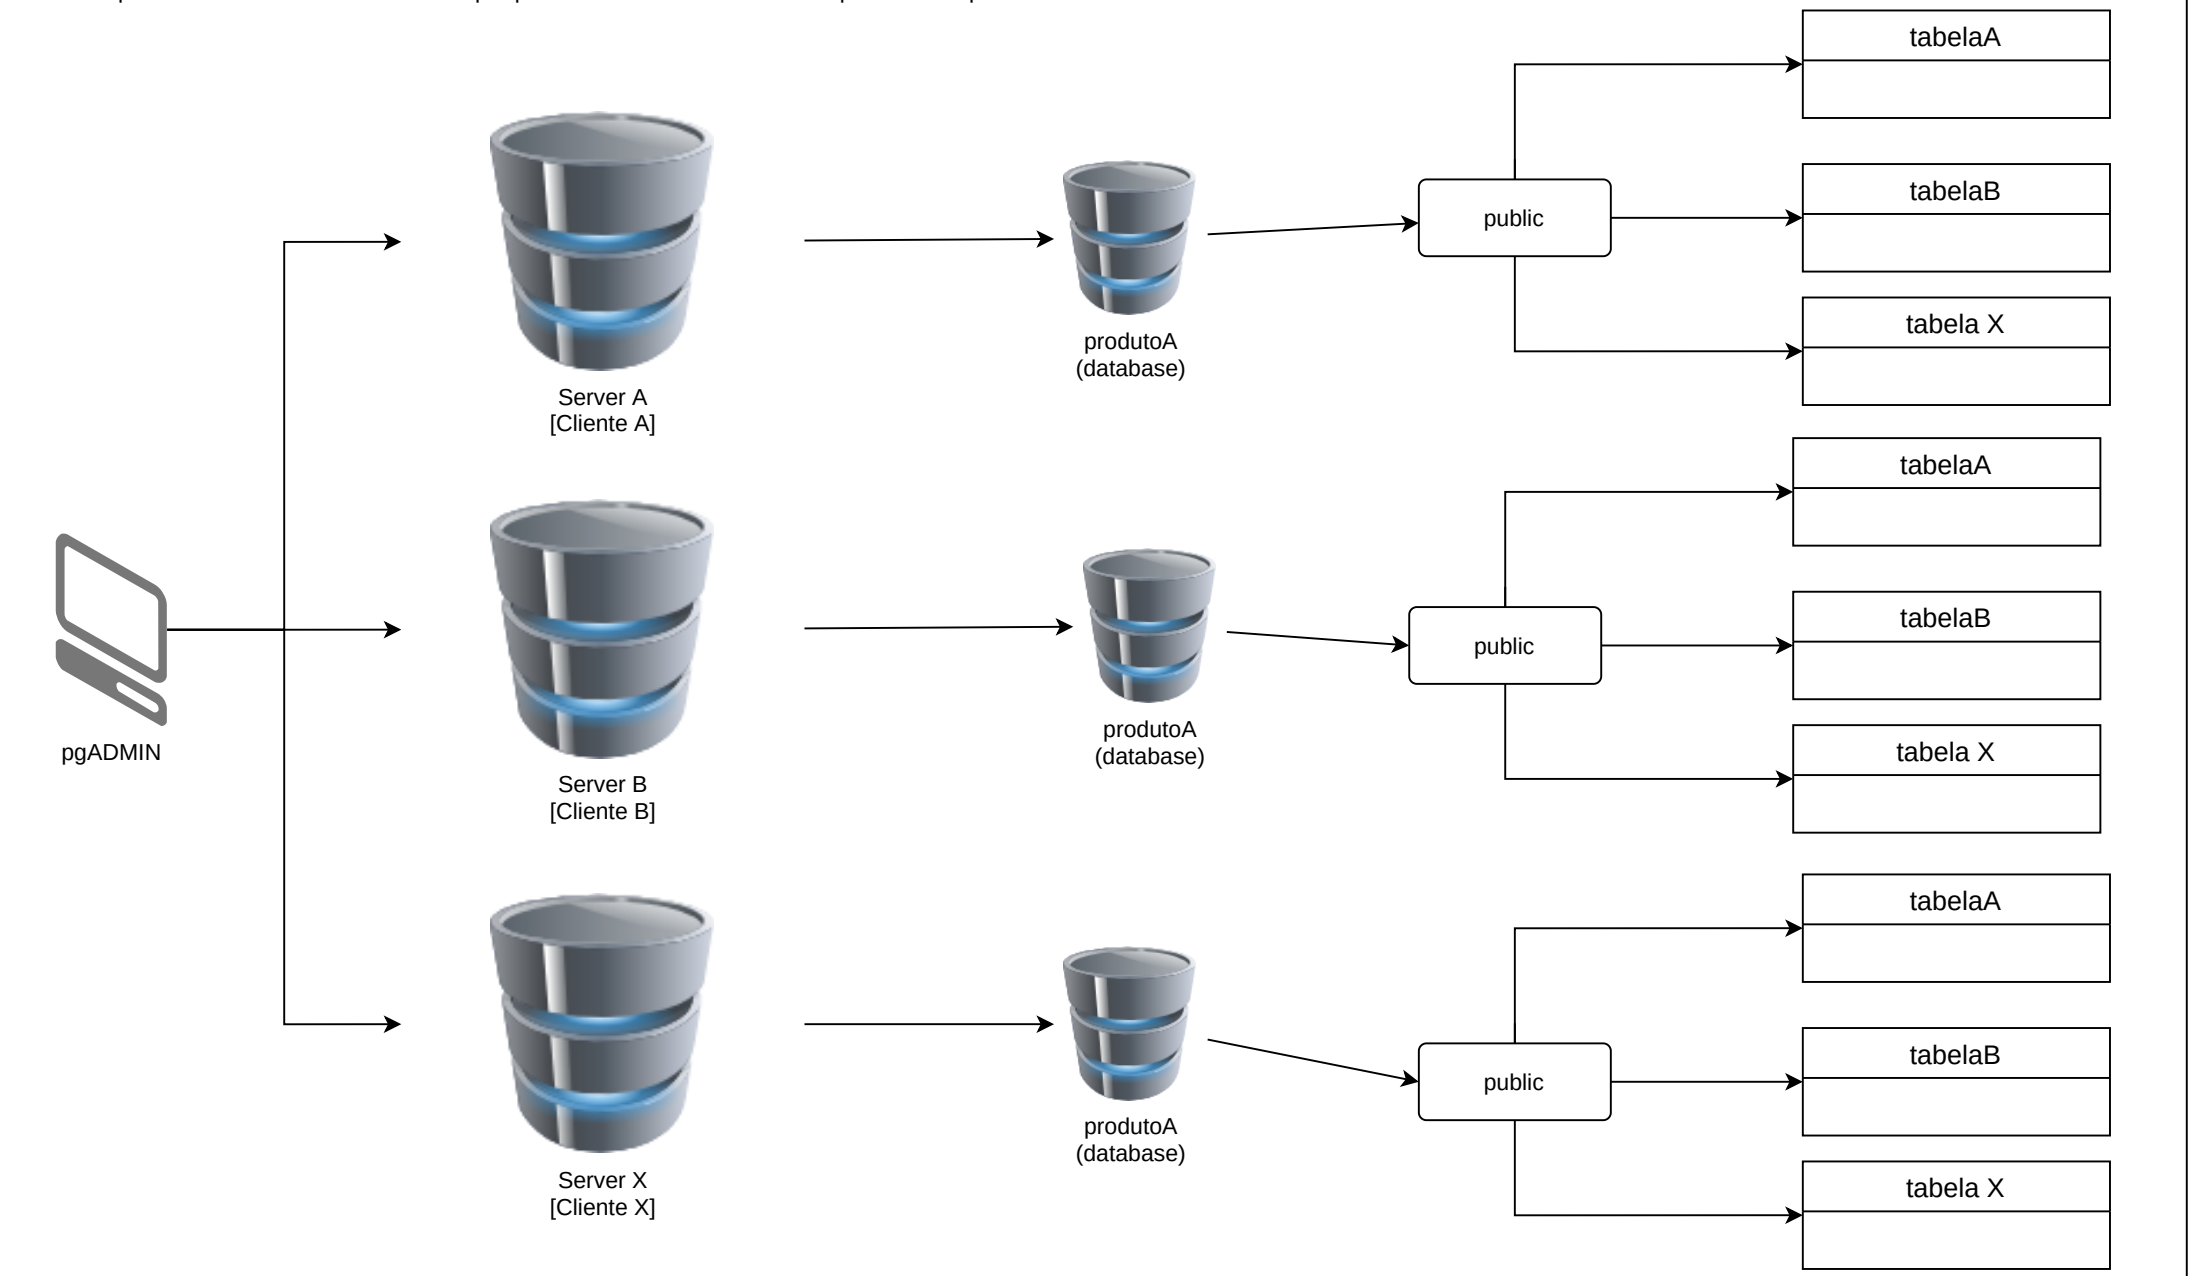 tabelaA
tabelaB
public
tabela X
produtoA
(database)
Server A
[Cliente A]
tabelaA
tabelaB
public
tabela X
produtoA
(database)
pgADMIN
Server B
[Cliente B]
tabelaA
tabelaB
public
tabela X
produtoA
(database)
Server X
[Cliente X]